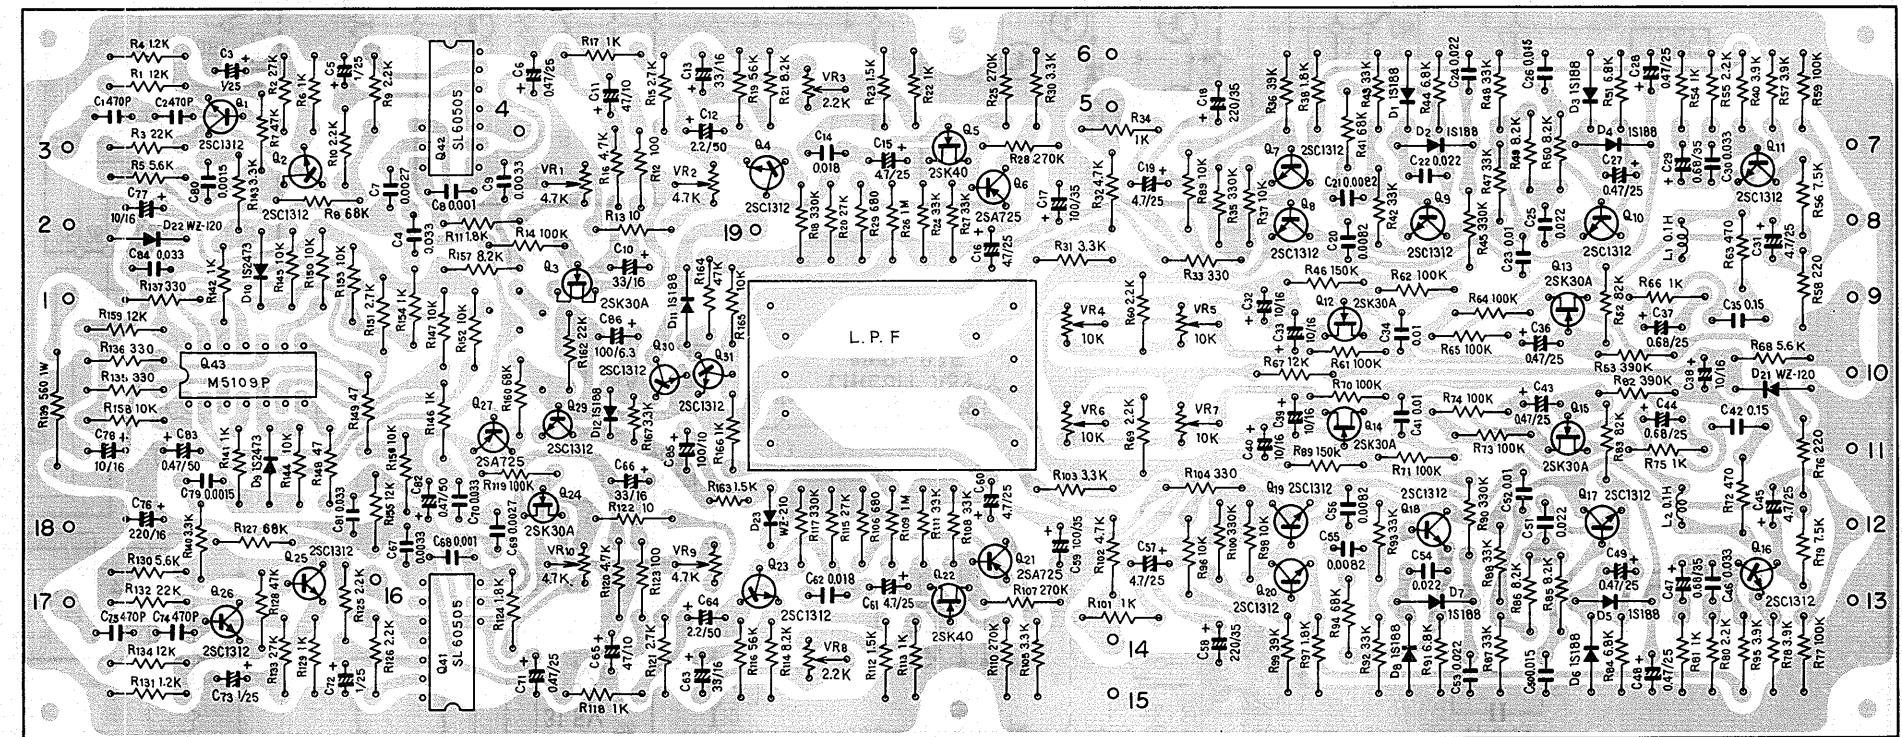 R4 1.2K
R1 12K
C1 470P
C2 470P
R3 22K
R5 5.6K
C77
10/16
D22 WZ-120
C84 0.033
R137 330
R159 12K
R136 330
R135 330
R158 10K
R139 560 1W
C78
10/16
C83
0.47/50
C79 0.0015
C76
220/16
R127 68K
R130 5.6K
R132 22K
C75 470P
C74 470P
R134 12K
R131 1.2K
C73 1/25
C3
1/25
Q1
2SC1312
R2 27K
R6 1K
C5
1/25
R9 2.2K
R7 47K
R10 2.2K
Q2
2SC1312
C80
0.0015
R8 68K
C7
0.0027
C4
0.033
Q42
SL60505
4
C6
0.47/25
R17 1K
C11
47/10
R15 2.7K
C13
33/16
R19 56K
R21 8.2K
VR3
2.2K
C12
2.2/50
C9
0.0033
C8 0.001
VR1
4.7K
R16 4.7K
R12 100
VR2
4.7K
Q4
2SC1312
C14
0.018
C15
4.7/25
R23 1.5K
R22 1K
Q5
2SK40
R25 270K
R30 3.3K
R28 270K
Q6
2SA725
C17
100/35
R11 1.8K
R14 100K
R13 10
C10
33/16
R157 8.2K
Q3
2SK30A
19
R18 330K
R20 27K
R29 680
R26 1M
R24 33K
R27 33K
C16
4.7/25
R142 1K
D10 1S2473
R145 10K
R150 10K
R153 10K
R151 2.7K
R154 1K
R147 10K
R152 10K
R162 22K
C86
100/6.3
D11 1S188
R164
47K
R165
10K
Q30
2SC1312
Q31
2SC1312
L.P.F
Q43
M5109P
R149 47
R146 1K
Q27
2SA725
R160 68K
Q29
2SC1312
D12 1S188
R167 33K
C85
100/10
R166 1K
R141 1K
D9 1S2473
R144 10K
R148 47
C81 0.033
C82
0.47/50
C70 0.033
R119 100K
Q24
2SK30A
C66
33/16
R122 10
R163 1.5K
D23
WZ-210
R117 330K
R115 27K
R106 680
R109 1M
R111 33K
R108 33K
C60
4.7/25
C67
0.0033
C68 0.001
C69 0.0027
Q25
2SC1312
Q26
2SC1312
R128 47K
R125 2.2K
R129 1K
C72
1/25
R126 2.2K
16
Q41
SL60505
R124 1.8K
VR10
4.7K
R120 4.7K
R123 100
VR9
4.7K
C64
2.2/50
C71
0.47/25
C65
47/10
R118 1K
R121 2.7K
C63
33/16
R116 56K
R114 8.2K
VR8
2.2K
Q23
2SC1312
C62 0.018
C61 4.7/25
R112 1.5K
R113 1K
Q22
2SK40
Q21
2SA725
R107 270K
R110 270K
R105 3.3K
C59 100/35
6
5
R34
1K
R32 4.7K
C19
4.7/25
C18
220/35
R31 3.3K
R33 330
R35 330K
R37 10K
R36 39K
R38 1.8K
R43 33K
D1 1S188
R44 6.8K
C24 0.022
R48 33K
C26 0.045
D3 1S188
R51 6.8K
C28
0.47/25
R54 1K
R55 2.2K
R40 3.9K
R57 3.9K
R59 100K
R41 68K
D2 1S188
C22 0.022
Q7
2SC1312
Q8
2SC1312
C21 0.0082
C20
0.0082
R42 33K
Q9
2SC1312
R47 33K
R45 330K
D4 1S188
C27
0.47/25
C25
0.022
C23 0.01
Q10
2SC1312
C29
0.68/35
C30 0.033
Q11
2SC1312
R56 7.5K
L1 0.1H
R63 470
C31
4.7/25
R58 220
VR4
10K
R60 2.2K
VR5
10K
C32
10/16
C33
10/16
R46 150K
Q12
2SK30A
R61 100K
C34
0.01
R62 100K
R64 100K
R65 100K
Q13
2SK30A
C36
0.47/25
R52 82K
R66 1K
C37
0.68/25
C35 0.15
R53 390K
R67 12K
R70 100K
R82 390K
C38
10/16
R68 5.6K
D21 WZ-120
VR6
10K
R69 2.2K
VR7
10K
C39
10/16
C40
10/16
Q14
2SK30A
C41 0.01
R74 100K
R73 100K
R71 100K
R89 150K
C43
0.47/25
Q15
2SK30A
R83 82K
C44
0.68/25
R75 1K
C42 0.15
R76 220
R72 470
L2 0.1H
C45
4.7/25
R103 3.3K
R104 330
R102 4.7K
C57
4.7/25
R96 10K
R100 330K
R98 10K
Q19
2SC1312
C56
0.0082
C55
0.0082
R93 33K
Q18
2SC1312
R90 330K
C52 0.01
C51
0.022
Q17
2SC1312
C54
0.022
R88 33K
C49
0.47/25
C47
0.68/35
C46 0.033
Q16
2SC1312
R79 7.5K
R101 1K
Q20
2SC1312
R94 68K
D7
1S188
R86 8.2K
R85 8.2K
D5 1S188
14
15
C58
220/35
R99 39K
R97 1.8K
R92 33K
D8 1S188
R91 6.8K
C53 0.022
R87 33K
C50 0.015
D6 1S188
R84 6.8K
C48
0.47/25
R81 1K
R80 2.2K
R95 3.9K
R78 3.9K
R77 100K
3
2
1
18
17
7
8
9
10
11
12
13